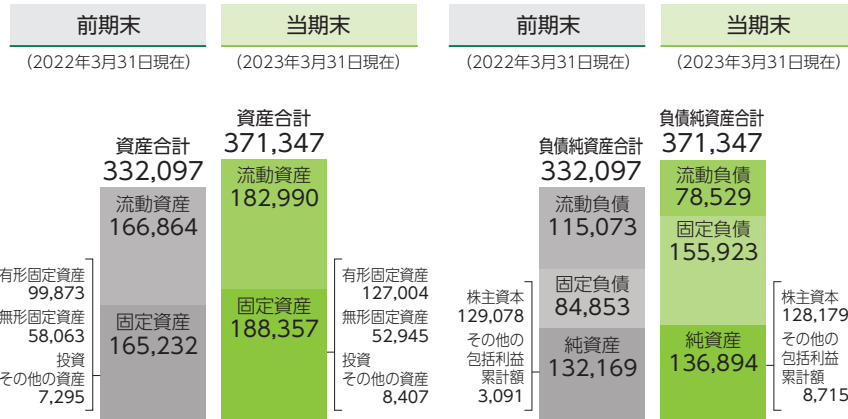 前期末
(2022年3月31日現在)
当期末
(2023年3月31日現在)
資産合計
332,097
流動資産
166,864
固定資産
165,232
有形固定資産
99,873
無形固定資産
58,063
投資
その他の資産
7,295
資産合計
371,347
流動資産
182,990
固定資産
188,357
有形固定資産
127,004
無形固定資産
52,945
投資
その他の資産
8,407
前期末
(2022年3月31日現在)
当期末
(2023年3月31日現在)
負債純資産合計
332,097
流動負債
115,073
固定負債
84,853
純資産
132,169
株主資本
129,078
その他の
包括利益
累計額
3,091
負債純資産合計
371,347
流動負債
78,529
固定負債
155,923
純資産
136,894
株主資本
128,179
その他の
包括利益
累計額
8,715